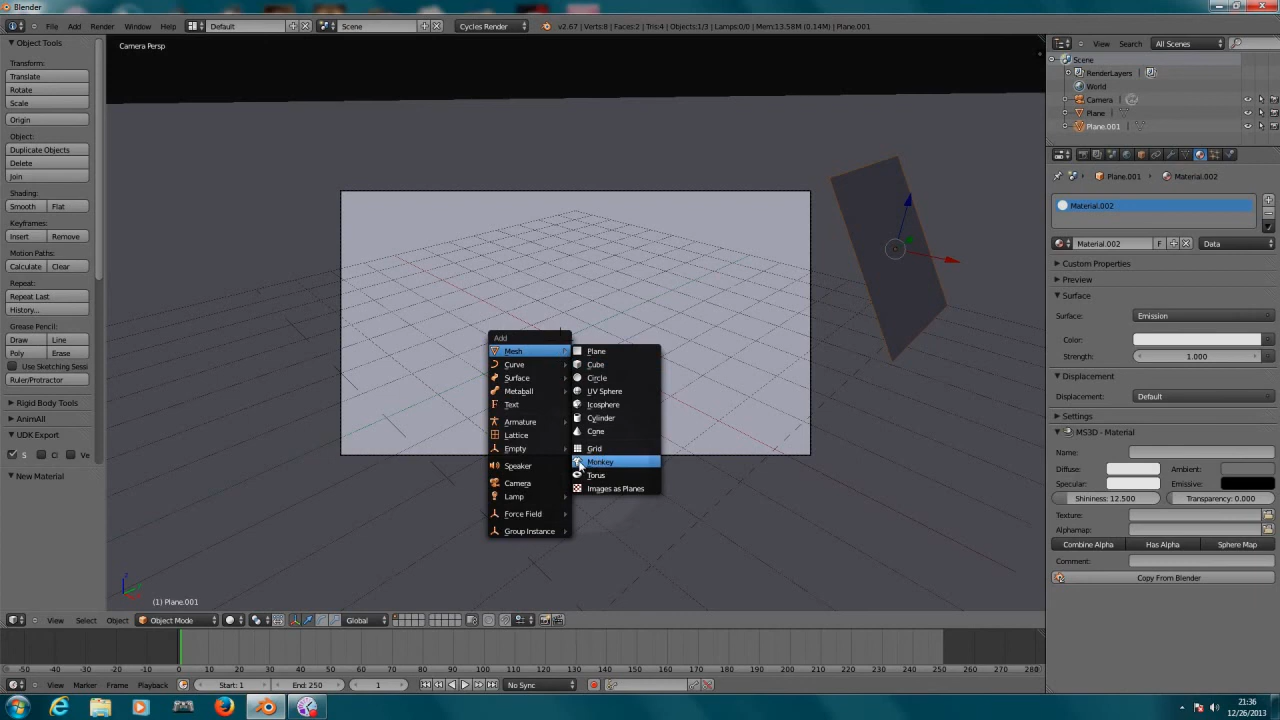 Blender
File Add Render Window Help Default Scene Cycles Render v2.67 | Verts:8 | Faces:2 | Tris:4 | Objects:1/3 | Lamps:0/0 | Mem:13.58M (0.14M) | Plane.001
Object Tools
Transform:
Translate
Rotate
Scale
Origin
Object:
Duplicate Objects
Delete
Join
Shading:
Smooth Flat
Keyframes:
Insert Remove
Motion Paths:
Calculate Clear
Repeat:
Repeat Last
History...
Grease Pencil:
Draw Line
Poly Erase
Use Sketching Sessi
Ruler/Protractor
Rigid Body Tools
AnimAll
UDK Export
S Ci Ve
New Material
Camera Persp
Add
Mesh
Curve
Surface
Metaball
Text
Armature
Lattice
Empty
Speaker
Camera
Lamp
Force Field
Group Instance
Plane
Cube
Circle
UV Sphere
Icosphere
Cylinder
Cone
Grid
Monkey
Torus
Images as Planes
(1) Plane.001
View Select Object Object Mode Global
View Search All Scenes
Scene
RenderLayers
World
Camera
Plane
Plane.001
Plane.001 Material.002
Material.002
Material.002 F Data
Custom Properties
Preview
Surface
Surface: Emission
Color:
Strength: 1.000
Displacement
Displacement: Default
Settings
MS3D - Material
Name:
Diffuse: Ambient:
Specular: Emissive:
Shininess: 12.500 Transparency: 0.000
Texture:
Alphamap:
Combine Alpha Has Alpha Sphere Map
Comment:
Copy From Blender
-50 -40 -30 -20 -10 0 10 20 30 40 50 60 70 80 90 100 110 120 130 140 150 160 170 180 190 200 210 220 230 240 250 260 270 280
View Marker Frame Playback Start: 1 End: 250 1 No Sync
21:36
12/26/2013